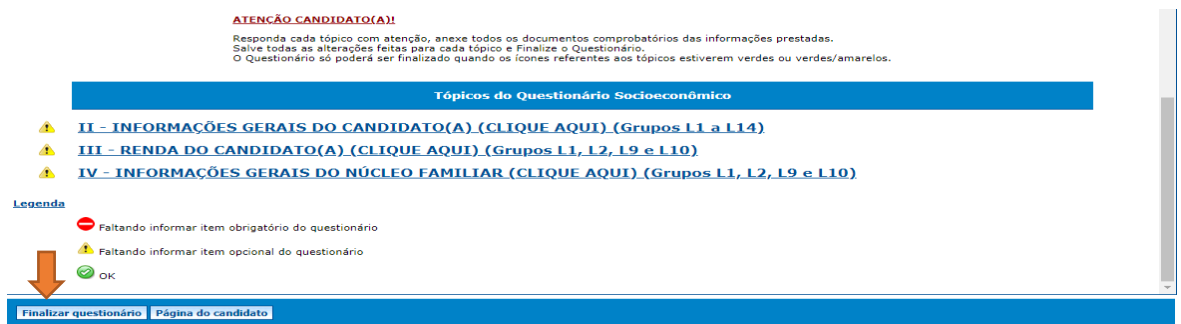 ATENÇÃO CANDIDATO(A)!
Responda cada tópico com atenção, anexe todos os documentos comprobatórios das informações prestadas.
Salve todas as alterações feitas para cada tópico e Finalize o Questionário.
O Questionário só poderá ser finalizado quando os ícones referentes aos tópicos estiverem verdes ou verdes/amarelos.
Tópicos do Questionário Socioeconômico
II - INFORMAÇÕES GERAIS DO CANDIDATO(A) (CLIQUE AQUI) (Grupos L1 a L14)
III - RENDA DO CANDIDATO(A) (CLIQUE AQUI) (Grupos L1, L2, L9 e L10)
IV - INFORMAÇÕES GERAIS DO NÚCLEO FAMILIAR (CLIQUE AQUI) (Grupos L1, L2, L9 e L10)
Legenda
Faltando informar item obrigatório do questionário
Faltando informar item opcional do questionário
OK
Finalizar questionário Página do candidato